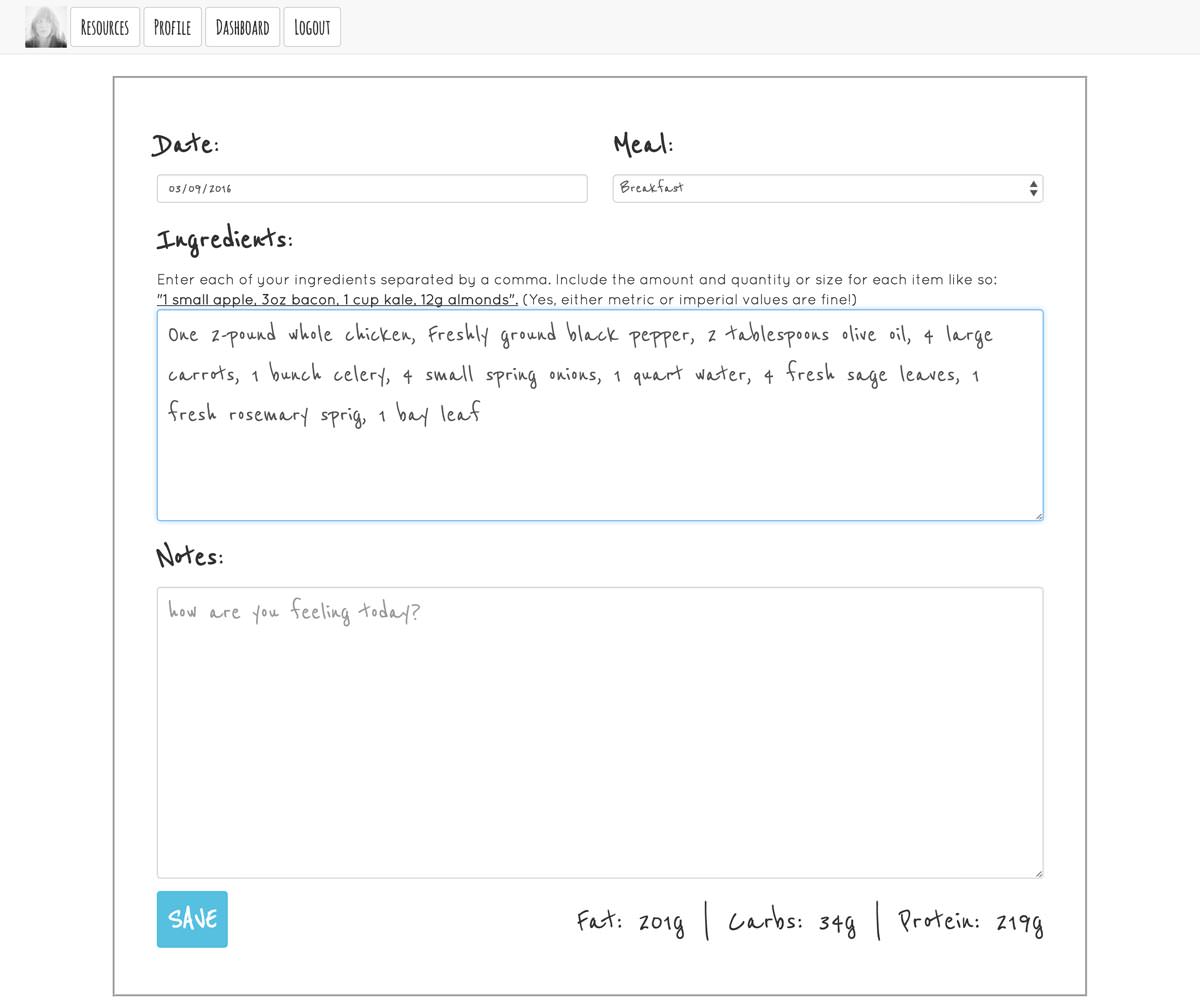 Resources Profile Dashboard Logout
Date: Meal:
03/09/2016 Breakfast
Ingredients:
Enter each of your ingredients separated by a comma. Include the amount and quantity or size for each item like so:
"1 small apple, 3oz bacon, 1 cup kale, 12g almonds". (Yes, either metric or imperial values are fine!)
One 2-pound whole chicken, Freshly ground black pepper, 2 tablespoons olive oil, 4 large
carrots, 1 bunch celery, 4 small spring onions, 1 quart water, 4 fresh sage leaves, 1
fresh rosemary sprig, 1 bay leaf
Notes:
how are you feeling today?
SAVE Fat: 201g | Carbs: 34g | Protein: 219g